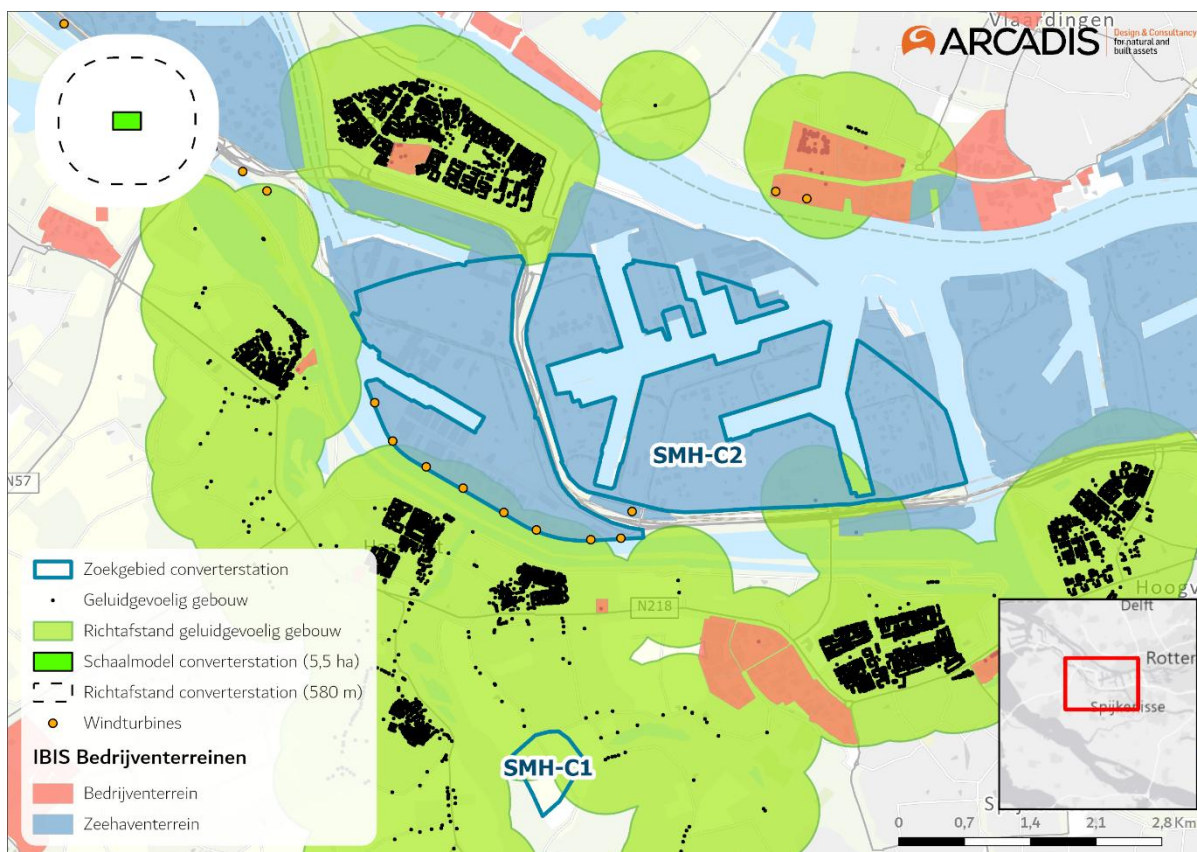 Vlaardingen
ARCADIS
Design & Consultancy
for natural and
built assets
SMH-C2
N57
N218
Hoogv
SMH-C1
Zoekgebied converterstation
Geluidgevoelig gebouw
Richtafstand geluidgevoelig gebouw
Schaalmodel converterstation (5,5 ha)
Richtafstand converterstation (580 m)
Windturbines
IBIS Bedrijventerreinen
Bedrijventerrein
Zeehaventerrein
Delft
Rotter
Spijkenisse
0 0,7 1,4 2,1 2,8 Km